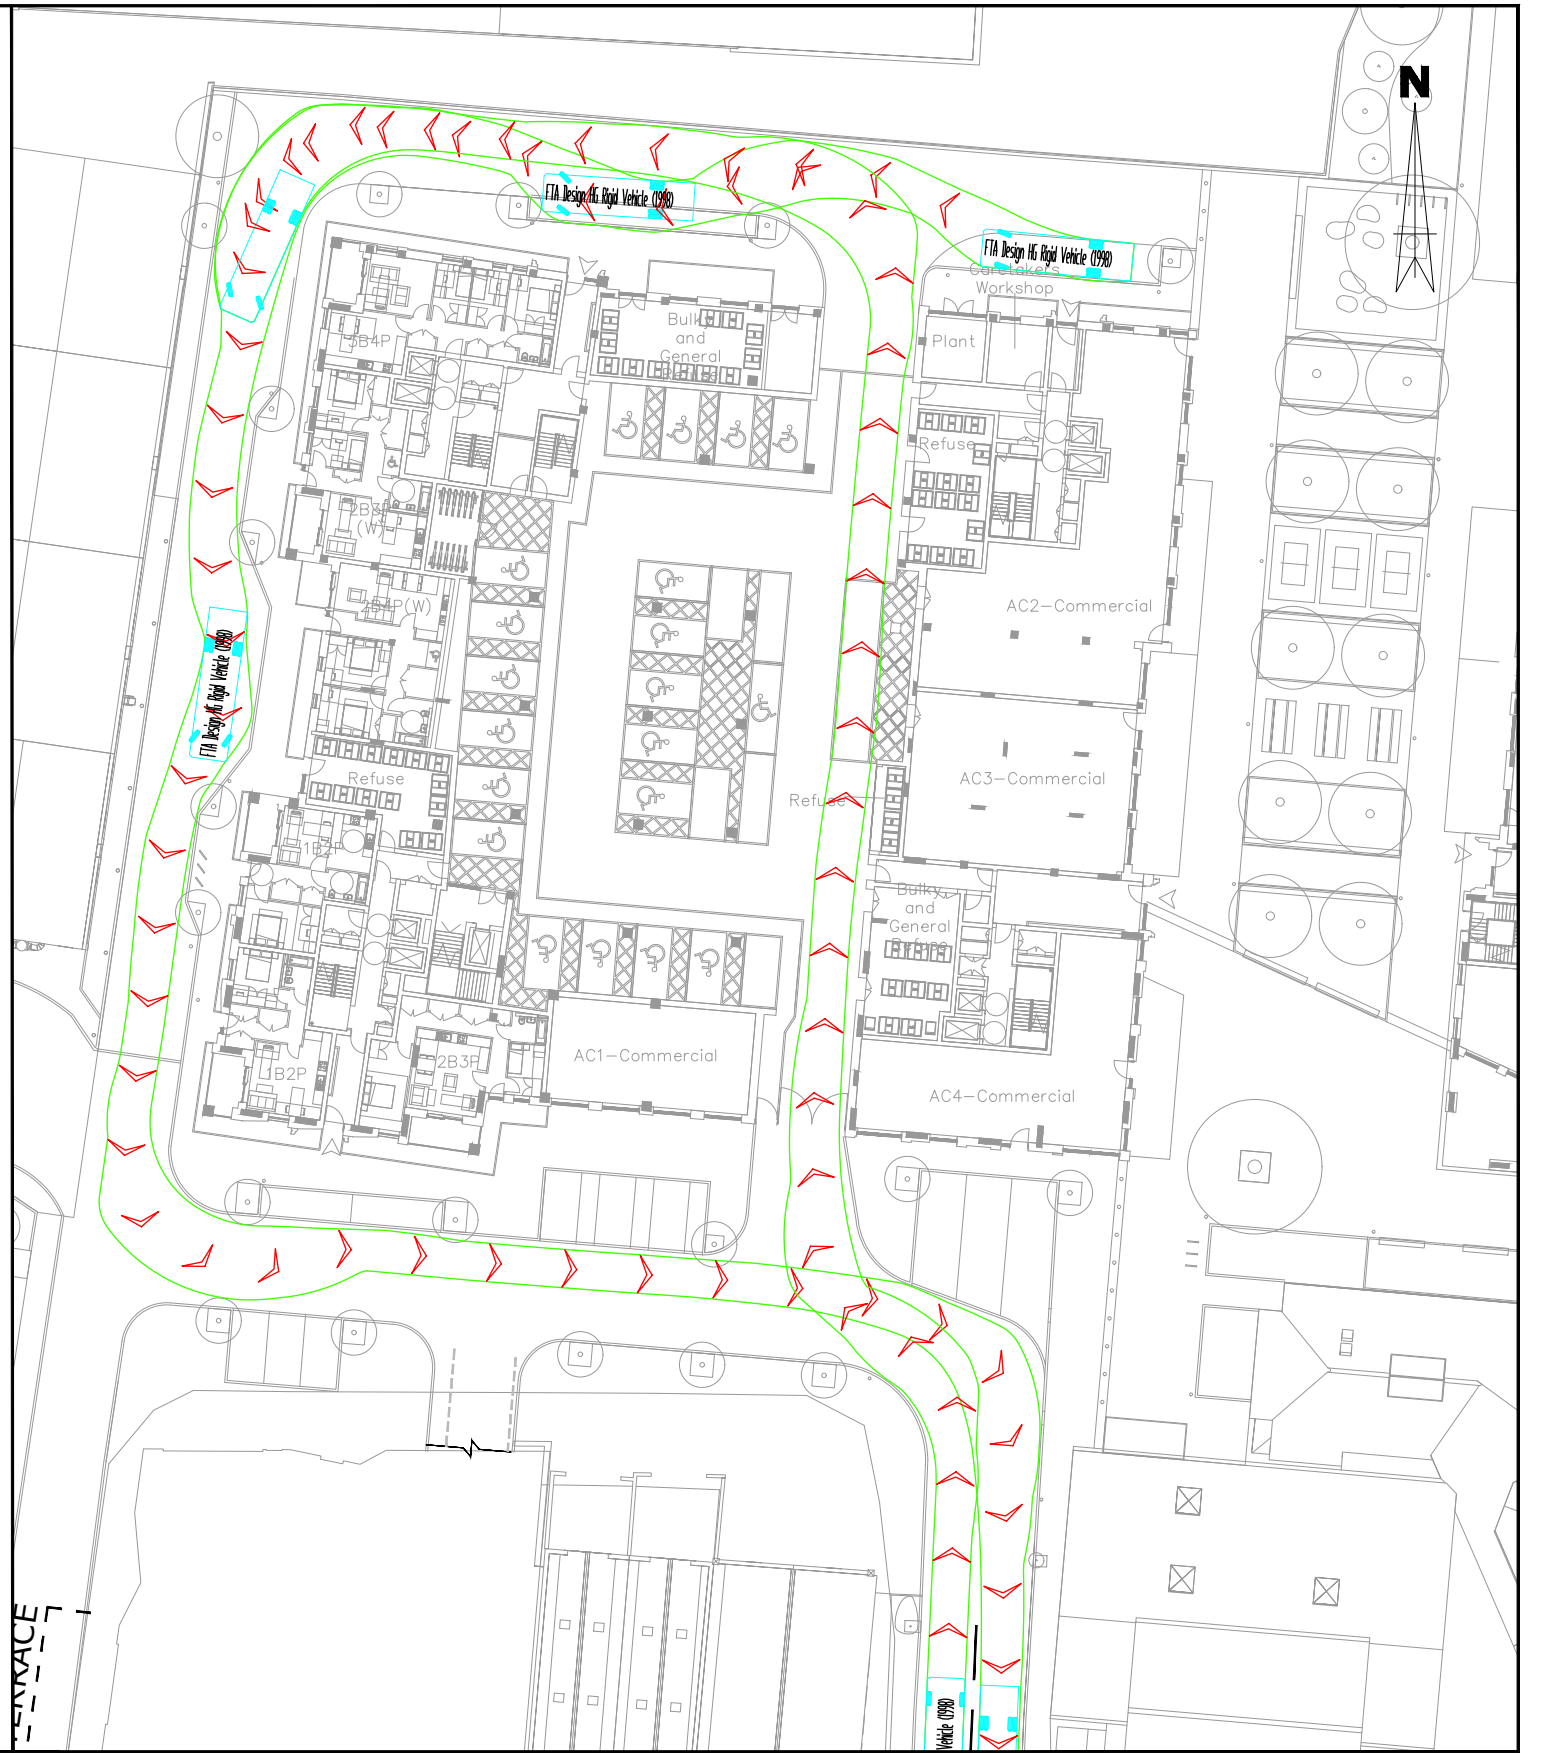 N
FTA Design HG Rigid Vehicle (1998)
FTA Design HG Rigid Vehicle (1998)
Caretakers
Workshop
Bulky
and
General
Refuse
Plant
3B4P
Refuse
2B3P
(W)
2B4P(W)
AC2-Commercial
FTA Design HG Rigid Vehicle (1998)
Refuse
AC3-Commercial
Refuse
1B2P
Bulky
and
General
Refuse
AC1-Commercial
2B3P
1B2P
AC4-Commercial
Vehicle (1998)
ERRACE